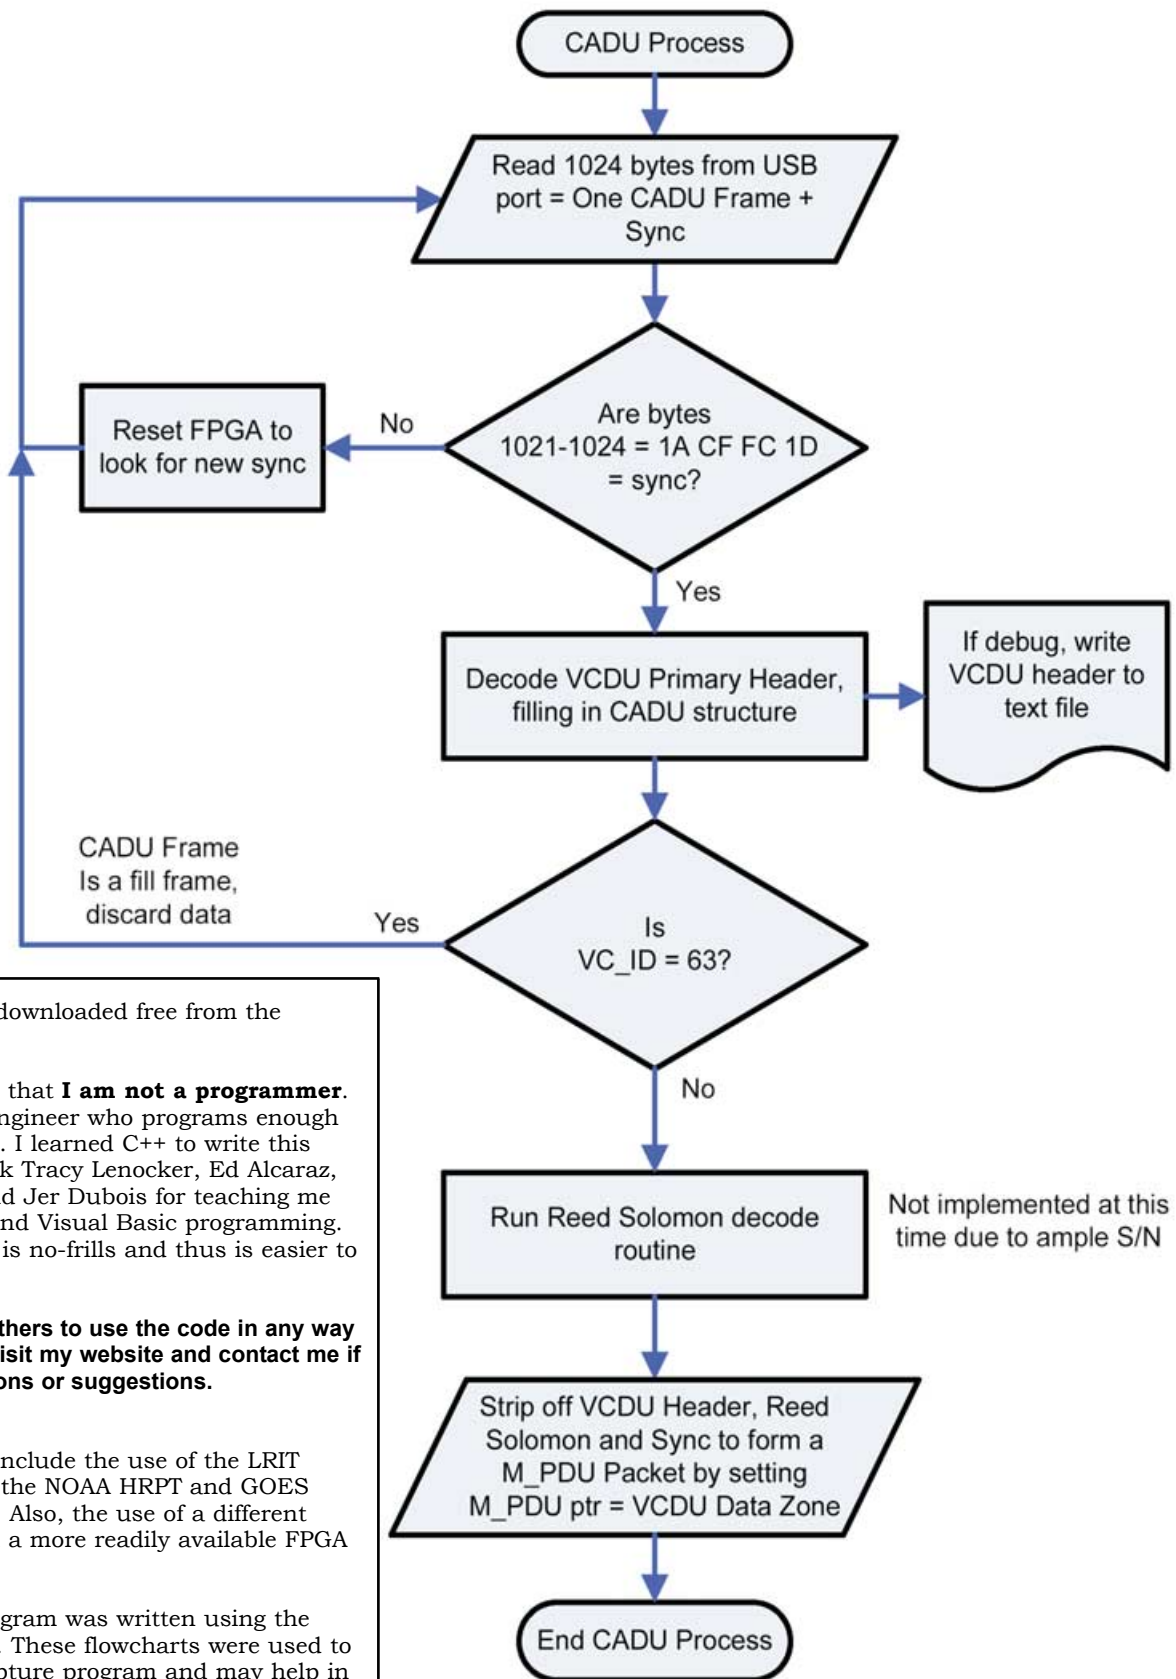 CADU Process
Read 1024 bytes from USB
port = One CADU Frame +
Sync
Are bytes
1021-1024 = 1A CF FC 1D
= sync?
No
Reset FPGA to
look for new sync
Yes
Decode VCDU Primary Header,
filling in CADU structure
If debug, write
VCDU header to
text file
CADU Frame
Is a fill frame,
discard data
Yes
Is
VC_ID = 63?
No
Run Reed Solomon decode
routine
Not implemented at this
time due to ample S/N
Strip off VCDU Header, Reed
Solomon and Sync to form a
M_PDU Packet by setting
M_PDU ptr = VCDU Data Zone
End CADU Process
downloaded free from the
that I am not a programmer.
ngineer who programs enough
. I learned C++ to write this
k Tracy Lenocker, Ed Alcaraz,
nd Jer Dubois for teaching me
nd Visual Basic programming.
is no-frills and thus is easier to
thers to use the code in any way
isit my website and contact me if
ons or suggestions.
nclude the use of the LRIT
the NOAA HRPT and GOES
Also, the use of a different
a more readily available FPGA
gram was written using the
. These flowcharts were used to
pture program and may help in